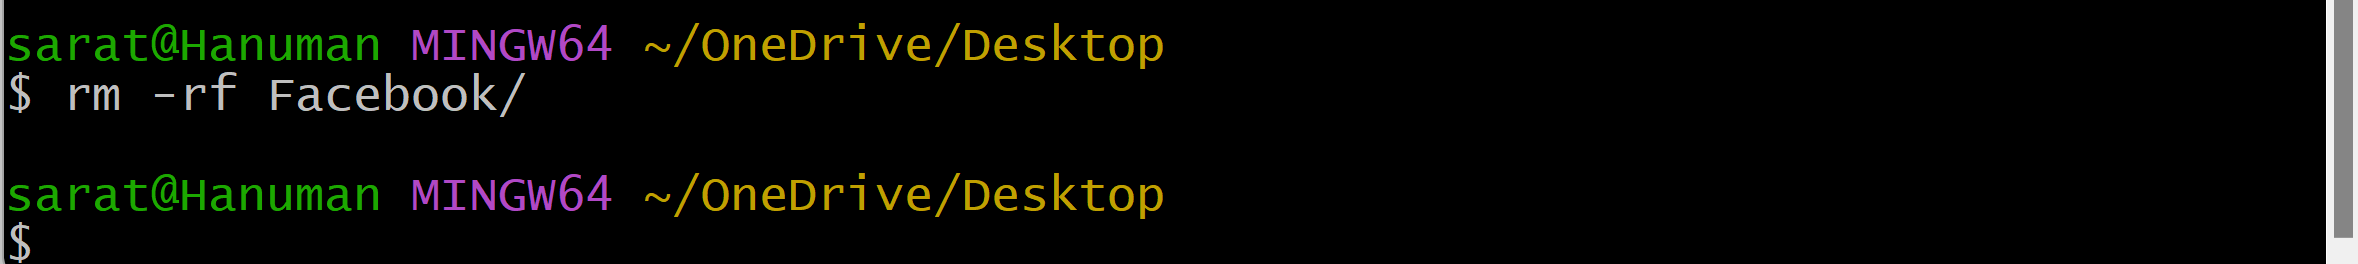 sarat@Hanuman MINGW64 ~/OneDrive/Desktop
$ rm -rf Facebook/
sarat@Hanuman MINGW64 ~/OneDrive/Desktop
$